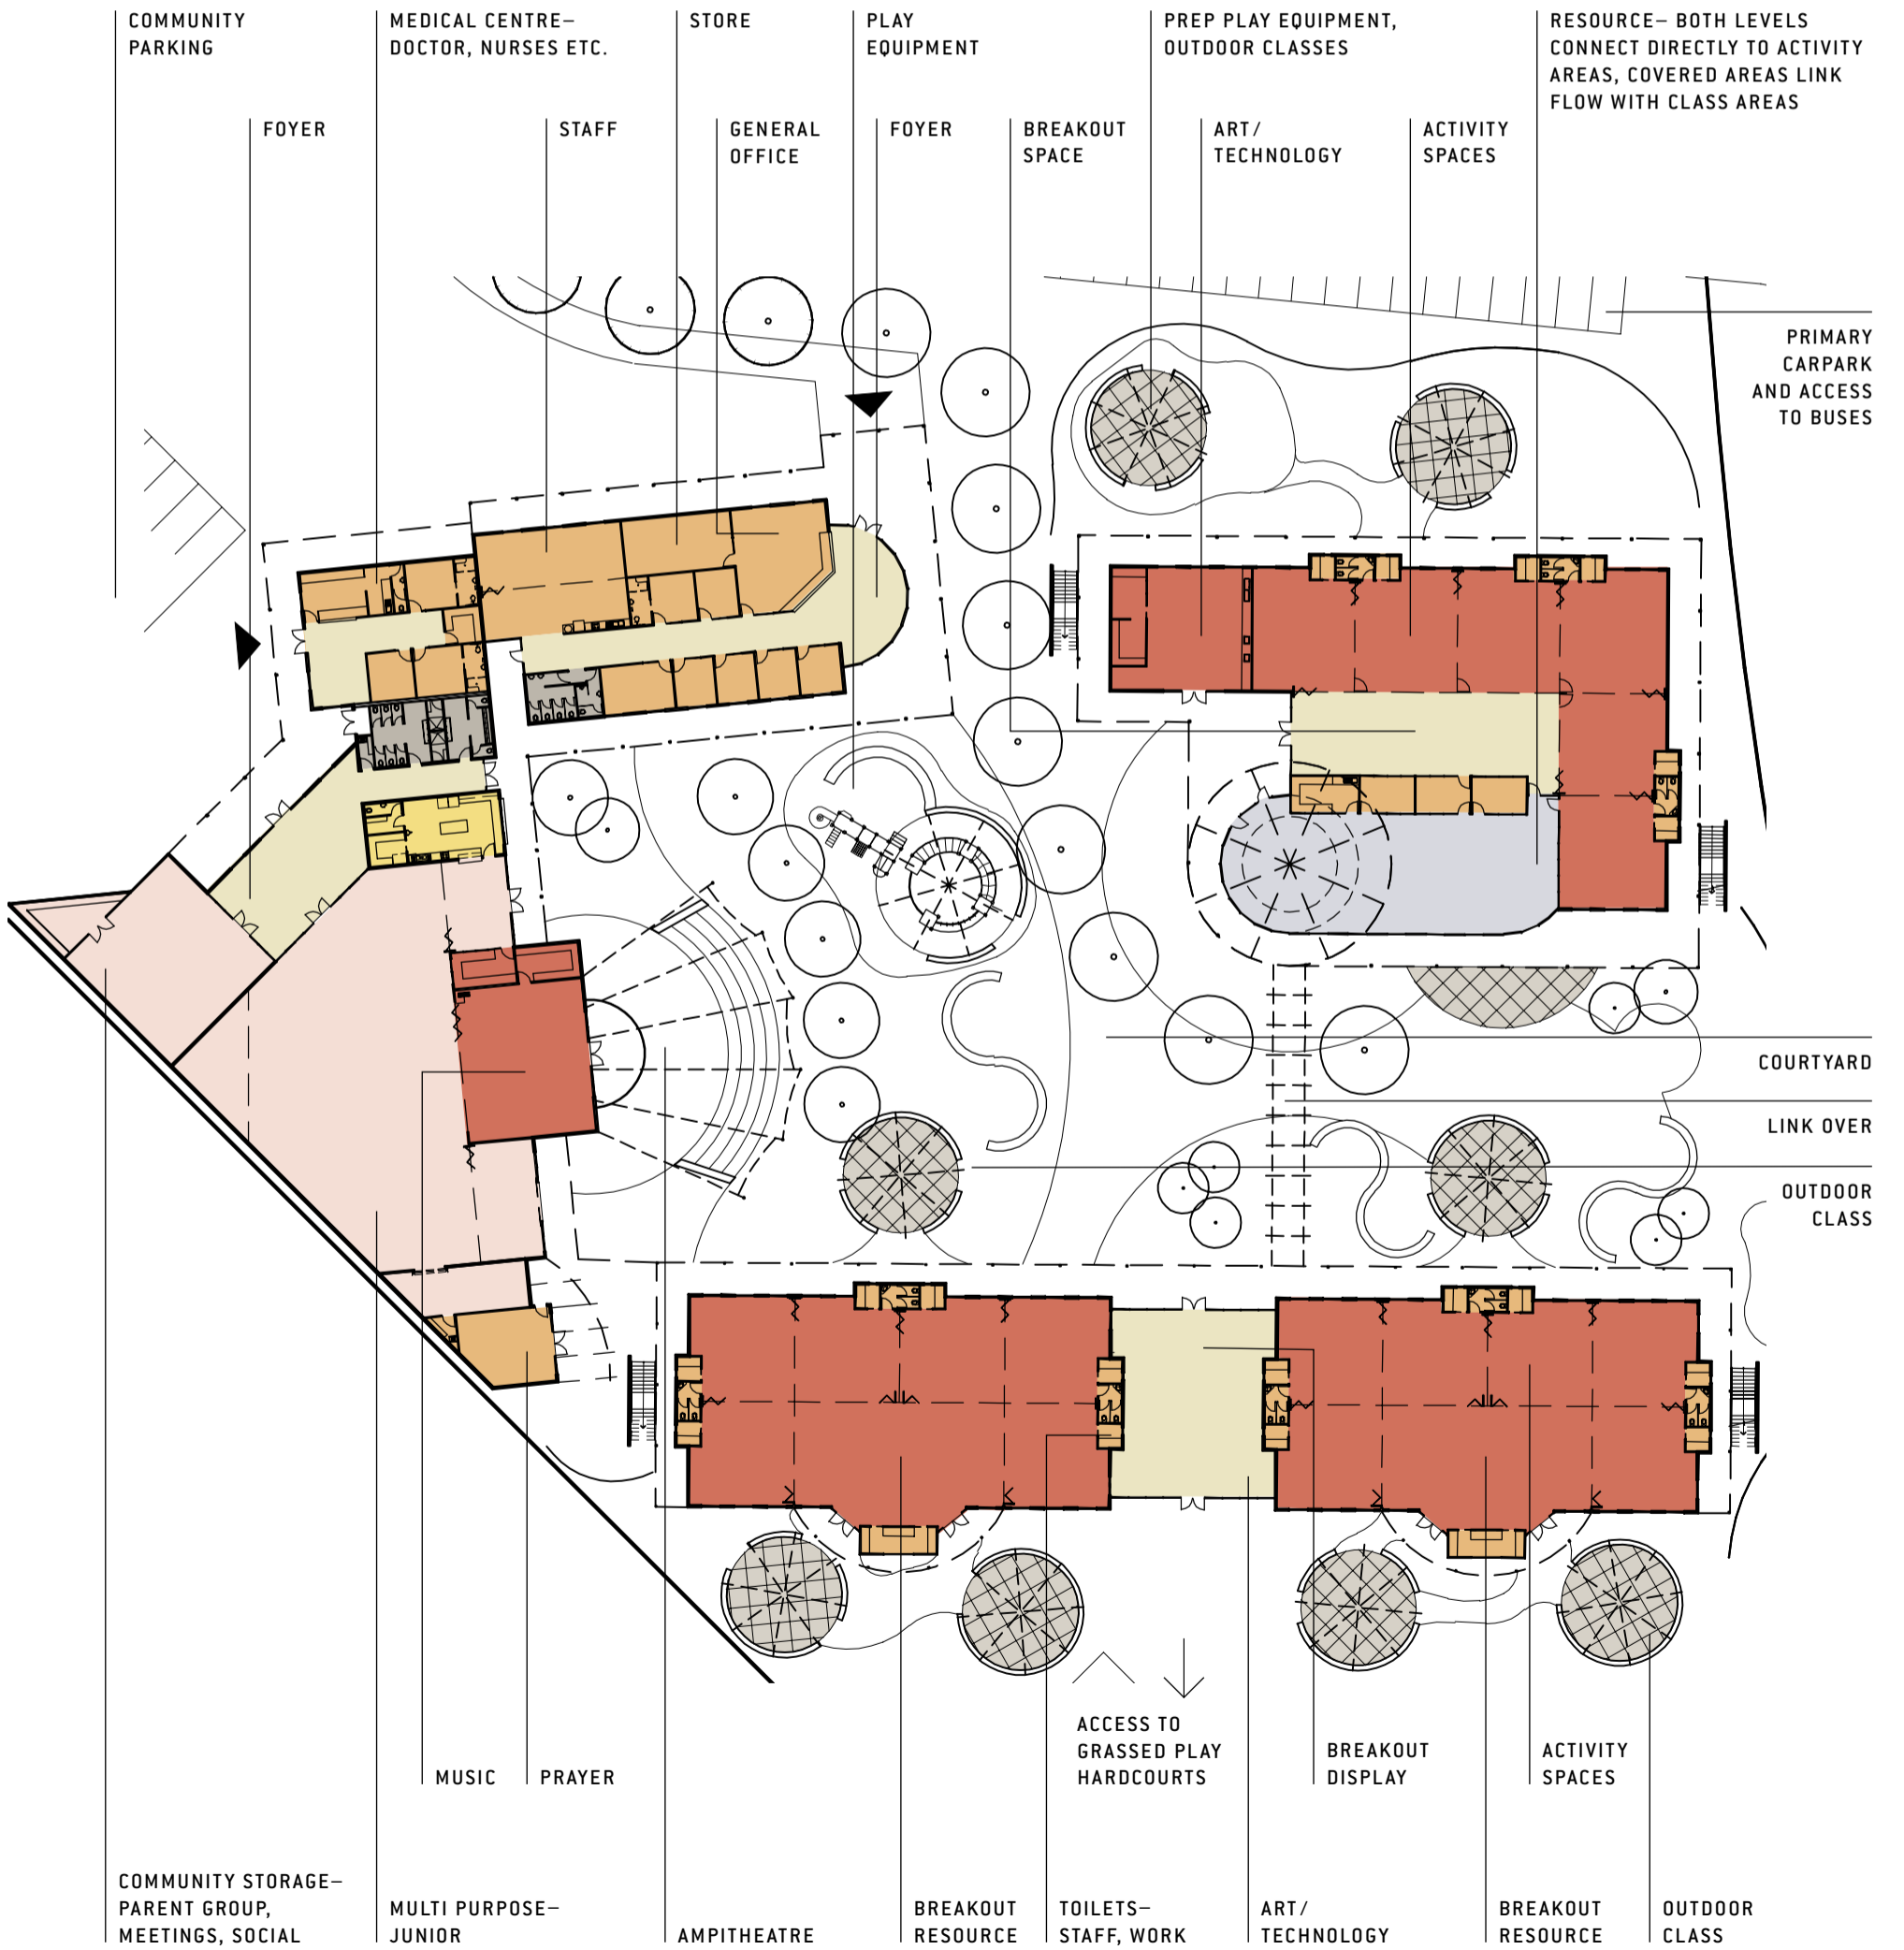 COMMUNITY
PARKING
MEDICAL CENTRE–
DOCTOR, NURSES ETC.
STORE
PLAY
EQUIPMENT
PREP PLAY EQUIPMENT,
OUTDOOR CLASSES
RESOURCE– BOTH LEVELS
CONNECT DIRECTLY TO ACTIVITY
AREAS, COVERED AREAS LINK
FLOW WITH CLASS AREAS
FOYER
STAFF
GENERAL
OFFICE
FOYER
BREAKOUT
SPACE
ART/
TECHNOLOGY
ACTIVITY
SPACES
PRIMARY
CARPARK
AND ACCESS
TO BUSES
COURTYARD
LINK OVER
OUTDOOR
CLASS
MUSIC
PRAYER
ACCESS TO
GRASSED PLAY
HARDCOURTS
BREAKOUT
DISPLAY
ACTIVITY
SPACES
COMMUNITY STORAGE–
PARENT GROUP,
MEETINGS, SOCIAL
MULTI PURPOSE–
JUNIOR
AMPITHEATRE
BREAKOUT
RESOURCE
TOILETS–
STAFF, WORK
ART/
TECHNOLOGY
BREAKOUT
RESOURCE
OUTDOOR
CLASS